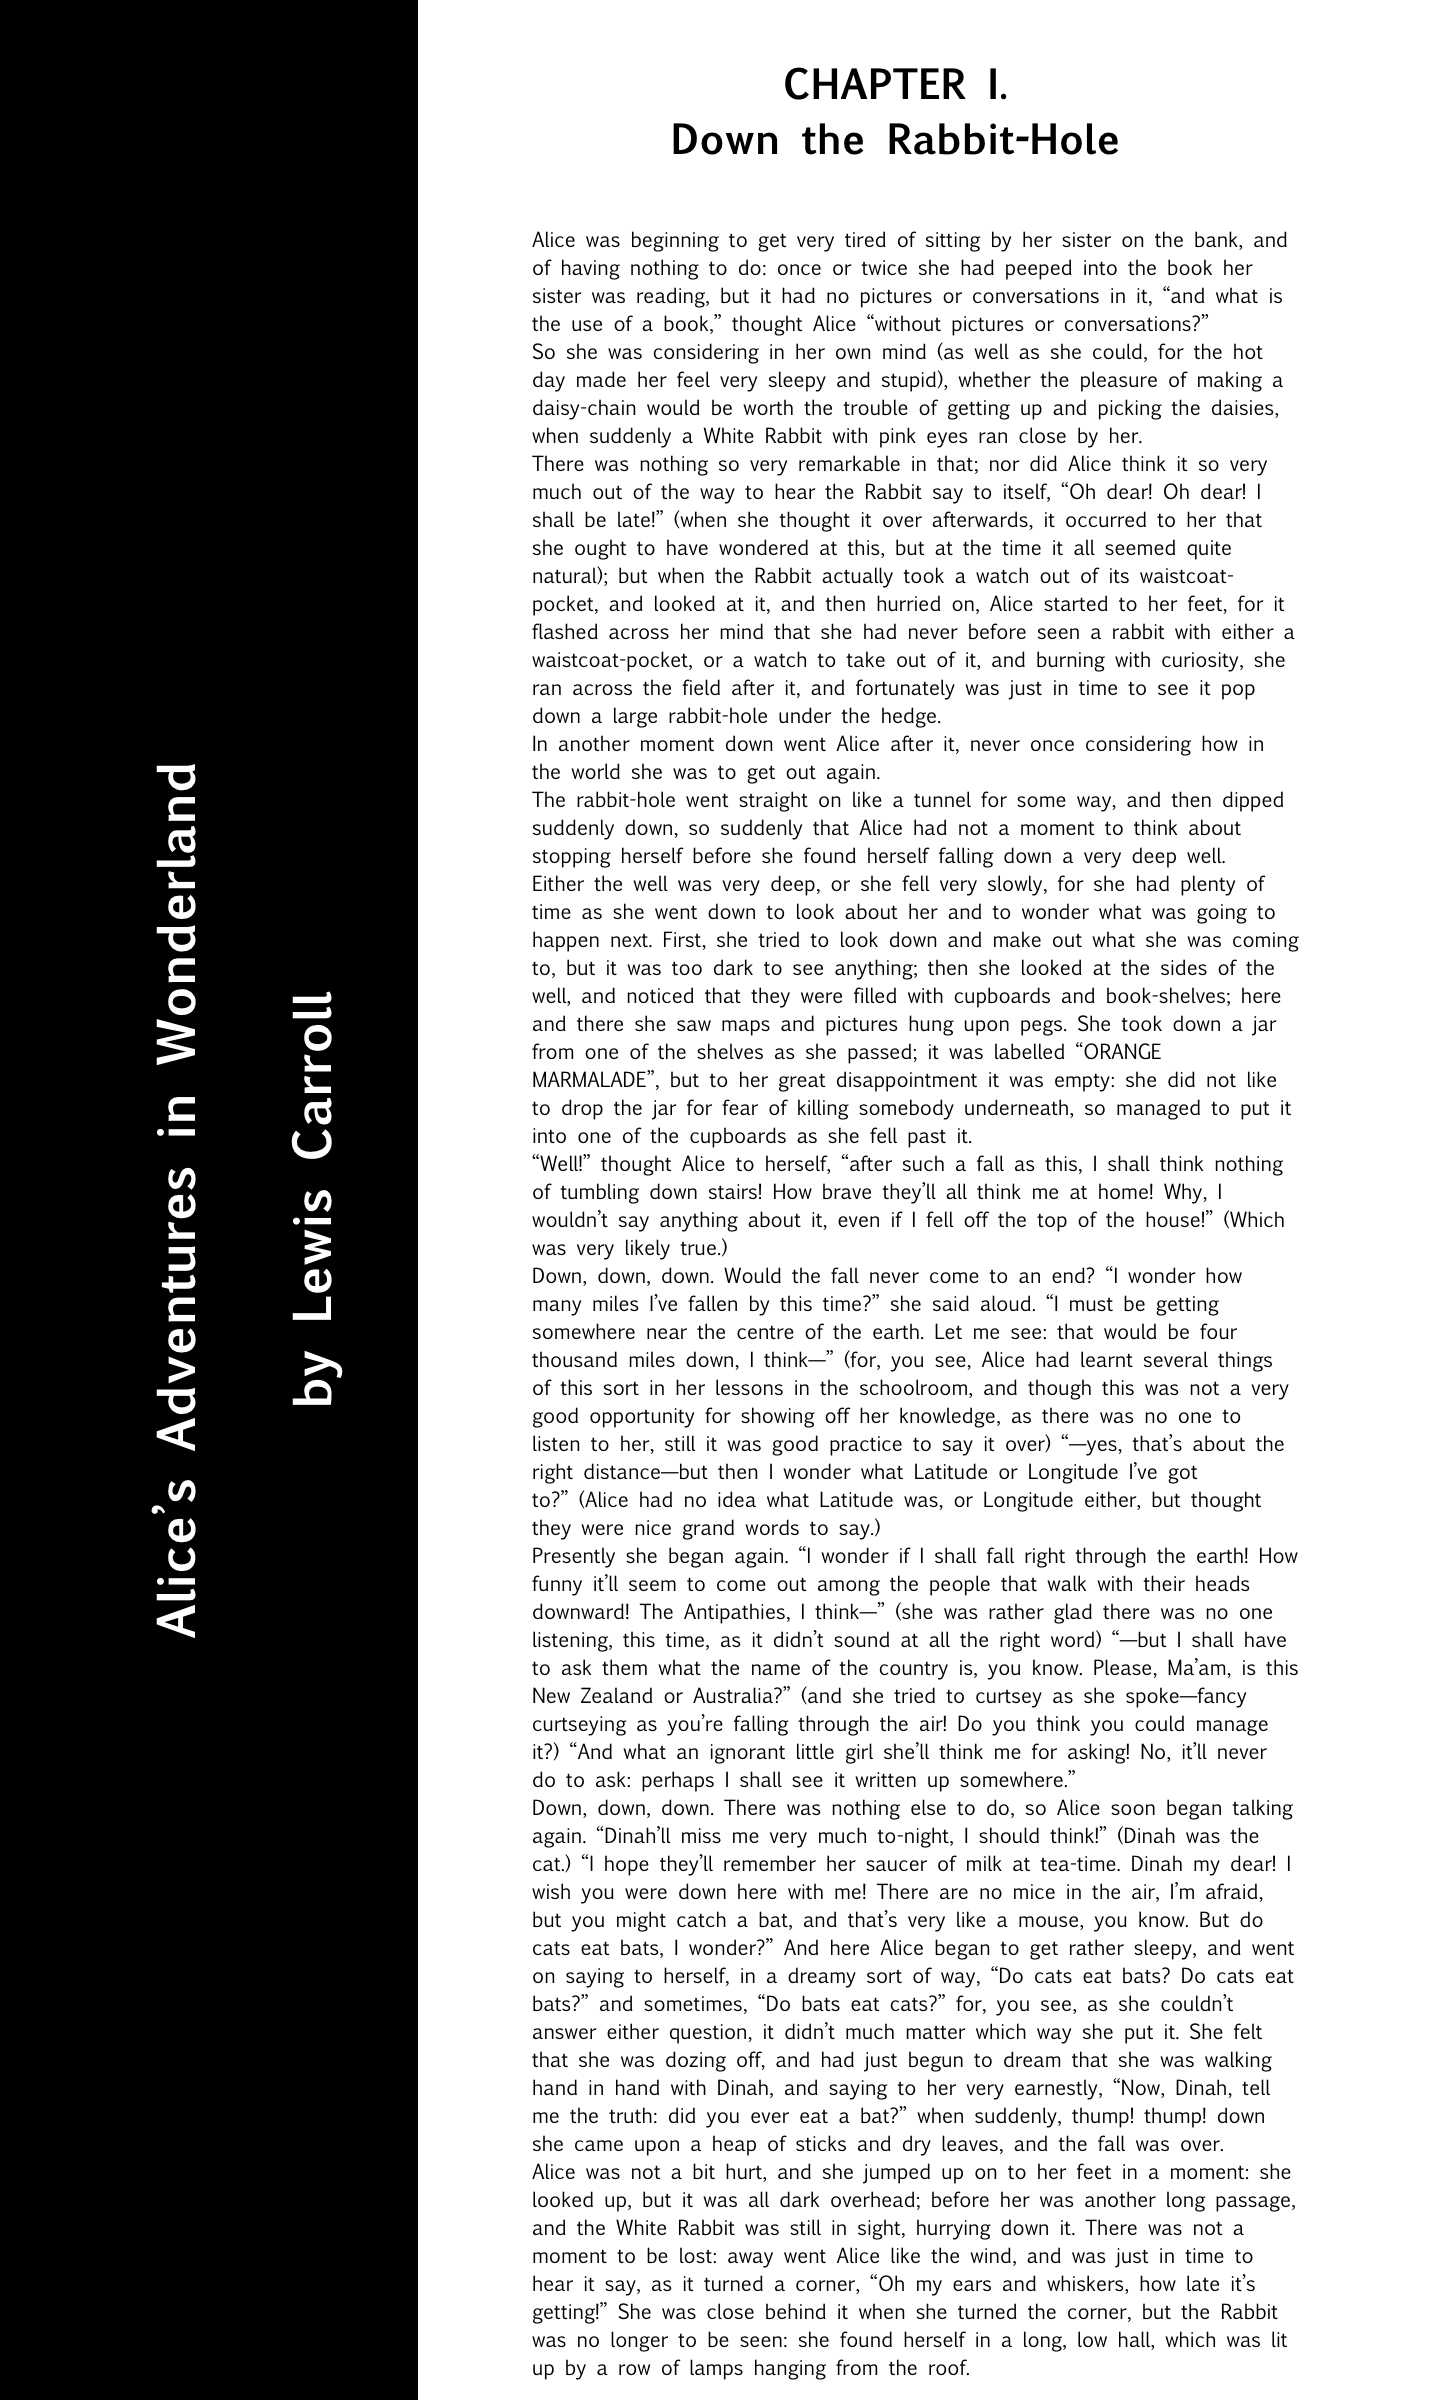 Alice’s Adventures in Wonderland
by Lewis Carroll
CHAPTER I.
Down the Rabbit-Hole
Alice was beginning to get very tired of sitting by her sister on the bank, and
of having nothing to do: once or twice she had peeped into the book her
sister was reading, but it had no pictures or conversations in it, “and what is
the use of a book,” thought Alice “without pictures or conversations?”
So she was considering in her own mind (as well as she could, for the hot
day made her feel very sleepy and stupid), whether the pleasure of making a
daisy-chain would be worth the trouble of getting up and picking the daisies,
when suddenly a White Rabbit with pink eyes ran close by her.
There was nothing so very remarkable in that; nor did Alice think it so very
much out of the way to hear the Rabbit say to itself, “Oh dear! Oh dear! I
shall be late!” (when she thought it over afterwards, it occurred to her that
she ought to have wondered at this, but at the time it all seemed quite
natural); but when the Rabbit actually took a watch out of its waistcoat-
pocket, and looked at it, and then hurried on, Alice started to her feet, for it
flashed across her mind that she had never before seen a rabbit with either a
waistcoat-pocket, or a watch to take out of it, and burning with curiosity, she
ran across the field after it, and fortunately was just in time to see it pop
down a large rabbit-hole under the hedge.
In another moment down went Alice after it, never once considering how in
the world she was to get out again.
The rabbit-hole went straight on like a tunnel for some way, and then dipped
suddenly down, so suddenly that Alice had not a moment to think about
stopping herself before she found herself falling down a very deep well.
Either the well was very deep, or she fell very slowly, for she had plenty of
time as she went down to look about her and to wonder what was going to
happen next. First, she tried to look down and make out what she was coming
to, but it was too dark to see anything; then she looked at the sides of the
well, and noticed that they were filled with cupboards and book-shelves; here
and there she saw maps and pictures hung upon pegs. She took down a jar
from one of the shelves as she passed; it was labelled “ORANGE
MARMALADE”, but to her great disappointment it was empty: she did not like
to drop the jar for fear of killing somebody underneath, so managed to put it
into one of the cupboards as she fell past it.
“Well!” thought Alice to herself, “after such a fall as this, I shall think nothing
of tumbling down stairs! How brave they’ll all think me at home! Why, I
wouldn’t say anything about it, even if I fell off the top of the house!” (Which
was very likely true.)
Down, down, down. Would the fall never come to an end? “I wonder how
many miles I’ve fallen by this time?” she said aloud. “I must be getting
somewhere near the centre of the earth. Let me see: that would be four
thousand miles down, I think—” (for, you see, Alice had learnt several things
of this sort in her lessons in the schoolroom, and though this was not a very
good opportunity for showing off her knowledge, as there was no one to
listen to her, still it was good practice to say it over) “—yes, that’s about the
right distance—but then I wonder what Latitude or Longitude I’ve got
to?” (Alice had no idea what Latitude was, or Longitude either, but thought
they were nice grand words to say.)
Presently she began again. “I wonder if I shall fall right through the earth! How
funny it’ll seem to come out among the people that walk with their heads
downward! The Antipathies, I think—” (she was rather glad there was no one
listening, this time, as it didn’t sound at all the right word) “—but I shall have
to ask them what the name of the country is, you know. Please, Ma’am, is this
New Zealand or Australia?” (and she tried to curtsey as she spoke—fancy
curtseying as you’re falling through the air! Do you think you could manage
it?) “And what an ignorant little girl she’ll think me for asking! No, it’ll never
do to ask: perhaps I shall see it written up somewhere.”
Down, down, down. There was nothing else to do, so Alice soon began talking
again. “Dinah’ll miss me very much to-night, I should think!” (Dinah was the
cat.) “I hope they’ll remember her saucer of milk at tea-time. Dinah my dear! I
wish you were down here with me! There are no mice in the air, I’m afraid,
but you might catch a bat, and that’s very like a mouse, you know. But do
cats eat bats, I wonder?” And here Alice began to get rather sleepy, and went
on saying to herself, in a dreamy sort of way, “Do cats eat bats? Do cats eat
bats?” and sometimes, “Do bats eat cats?” for, you see, as she couldn’t
answer either question, it didn’t much matter which way she put it. She felt
that she was dozing off, and had just begun to dream that she was walking
hand in hand with Dinah, and saying to her very earnestly, “Now, Dinah, tell
me the truth: did you ever eat a bat?” when suddenly, thump! thump! down
she came upon a heap of sticks and dry leaves, and the fall was over.
Alice was not a bit hurt, and she jumped up on to her feet in a moment: she
looked up, but it was all dark overhead; before her was another long passage,
and the White Rabbit was still in sight, hurrying down it. There was not a
moment to be lost: away went Alice like the wind, and was just in time to
hear it say, as it turned a corner, “Oh my ears and whiskers, how late it’s
getting!” She was close behind it when she turned the corner, but the Rabbit
was no longer to be seen: she found herself in a long, low hall, which was lit
up by a row of lamps hanging from the roof.